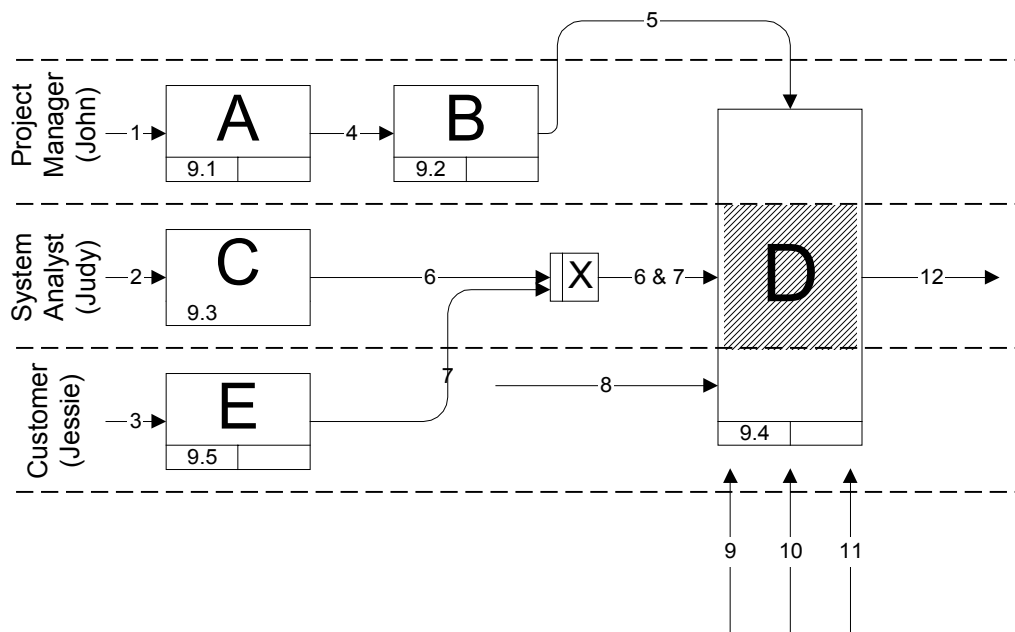 5
Project
Manager
(John)
1
A
9.1
4
B
9.2
System
Analyst
(Judy)
2
C
9.3
6
X
6 & 7
D
12
Customer
(Jessie)
3
E
9.5
7
8
9.4
9
10
11